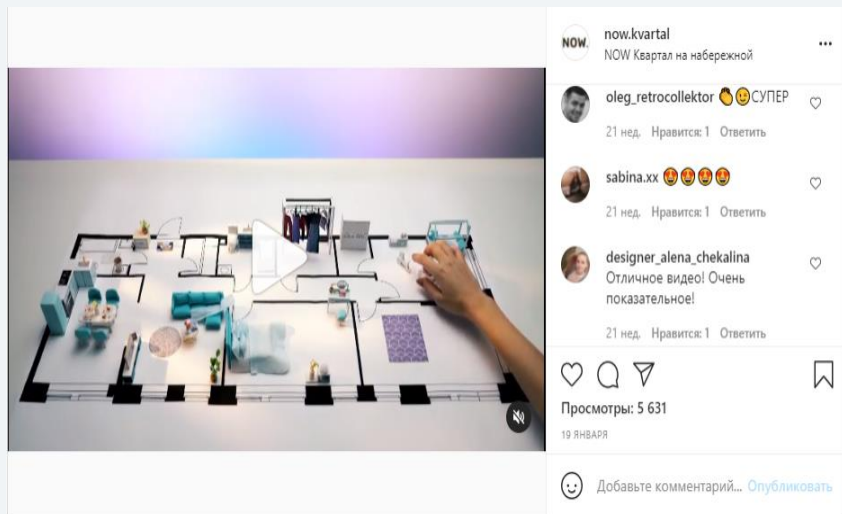 NOW.
now.kvartal
NOW Квартал на набережной
oleg_retrocollektor 👏😉СУПЕР
21 нед. Нравится: 1 Ответить
sabina.xx 😍😍😍😍
21 нед. Нравится: 1 Ответить
designer_alena_chekalina
Отличное видео! Очень
показательное!
21 нед. Нравится: 1 Ответить
Просмотры: 5 631
19 ЯНВАРЯ
Добавьте комментарий... Опубликовать